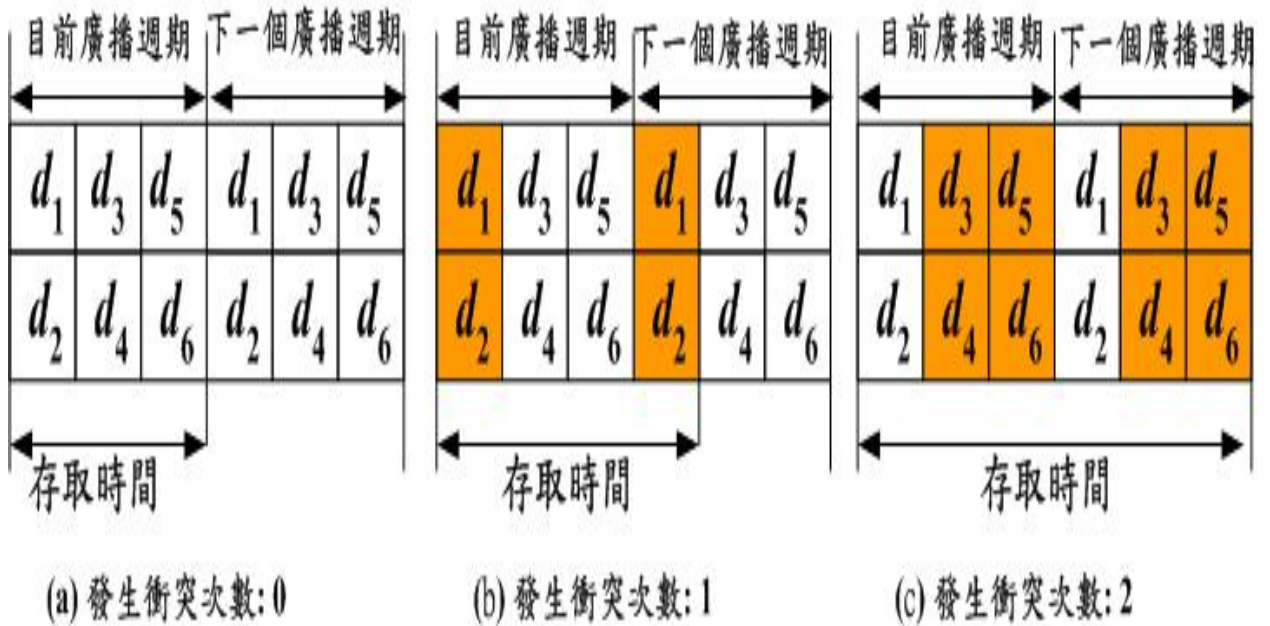 目前廣播週期 下一個廣播週期
d1 d3 d5 d1 d3 d5
d2 d4 d6 d2 d4 d6
存取時間
(a) 發生衝突次數: 0
目前廣播週期 下一個廣播週期
d1 d3 d5 d1 d3 d5
d2 d4 d6 d2 d4 d6
存取時間
(b) 發生衝突次數: 1
目前廣播週期 下一個廣播週期
d1 d3 d5 d1 d3 d5
d2 d4 d6 d2 d4 d6
存取時間
(c) 發生衝突次數: 2